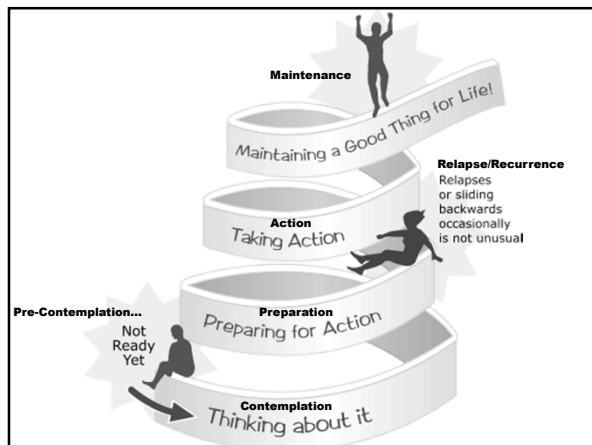 Maintenance
Maintaining a Good Thing for Life!
Relapse/Recurrence
Relapses
or sliding
backwards
occasionally
is not unusual
Action
Taking Action
Preparation
Preparing for Action
Pre-Contemplation...
Not
Ready
Yet
Contemplation
Thinking about it